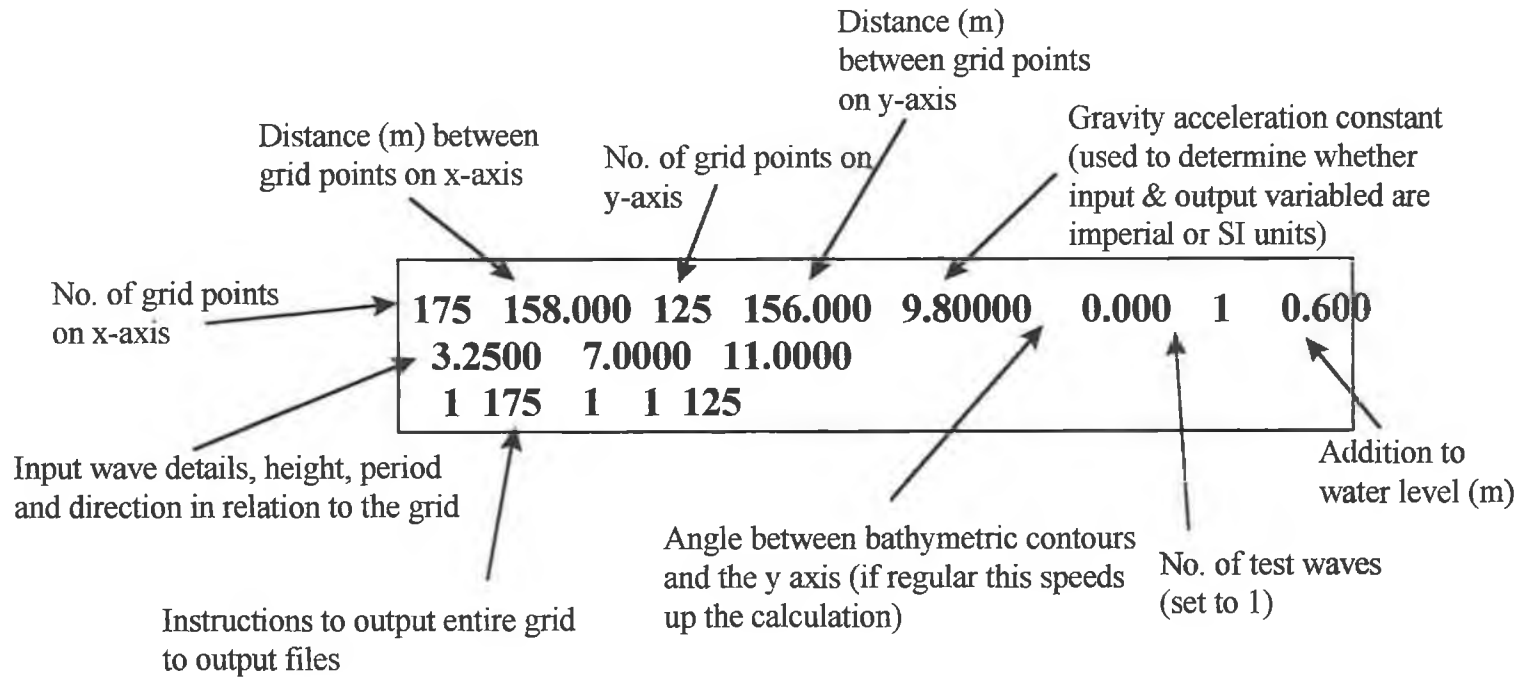 Distance (m)
between grid points
on y-axis
Distance (m) between
grid points on x-axis
No. of grid points on
y-axis
Gravity acceleration constant
(used to determine whether
input & output variabled are
imperial or SI units)
No. of grid points
on x-axis
175 158.000 125 156.000 9.80000 0.000 1 0.600
3.2500 7.0000 11.0000
1 175 1 1 125
Input wave details, height, period
and direction in relation to the grid
Addition to
water level (m)
Angle between bathymetric contours
and the y axis (if regular this speeds
up the calculation)
No. of test waves
(set to 1)
Instructions to output entire grid
to output files